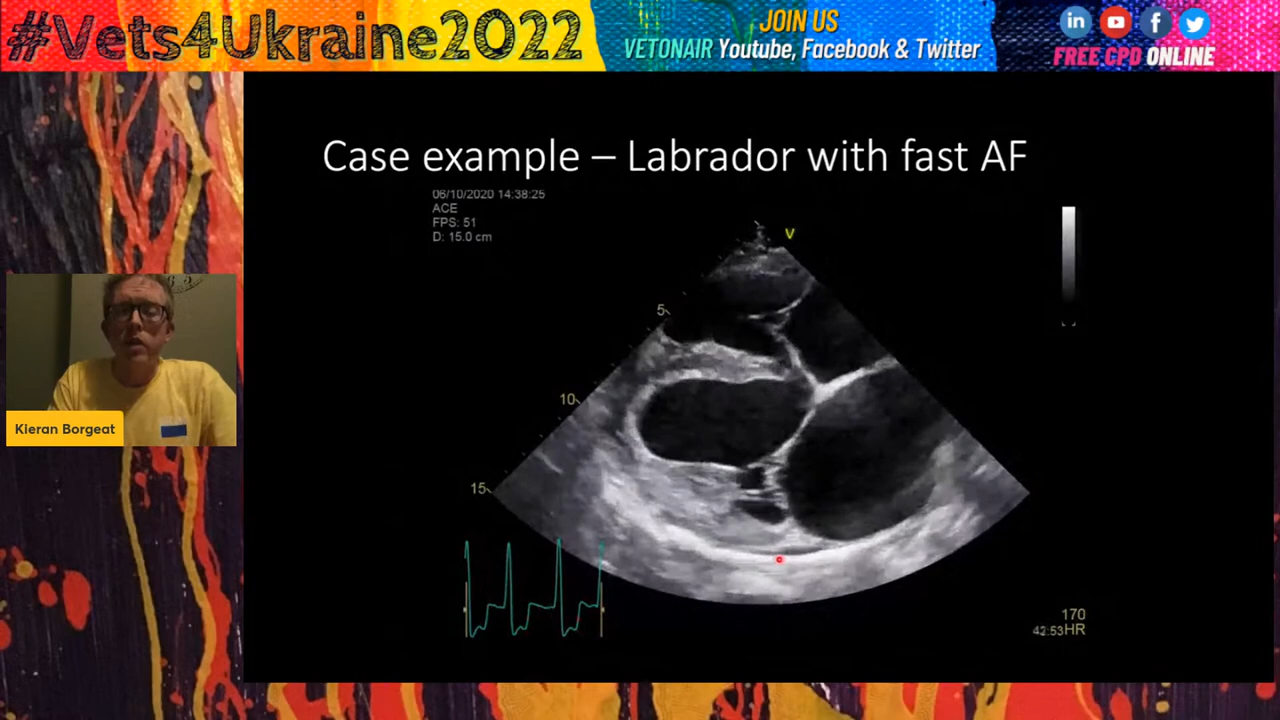 #Vets4Ukraine2022
JOIN US
VETONAIR Youtube, Facebook & Twitter
FREE CPD ONLINE
Case example – Labrador with fast AF
06/10/2020 14:38:25
ACE
FPS: 51
D: 15.0 cm
V
5
10
15
Kieran Borgeat
170
42:53HR